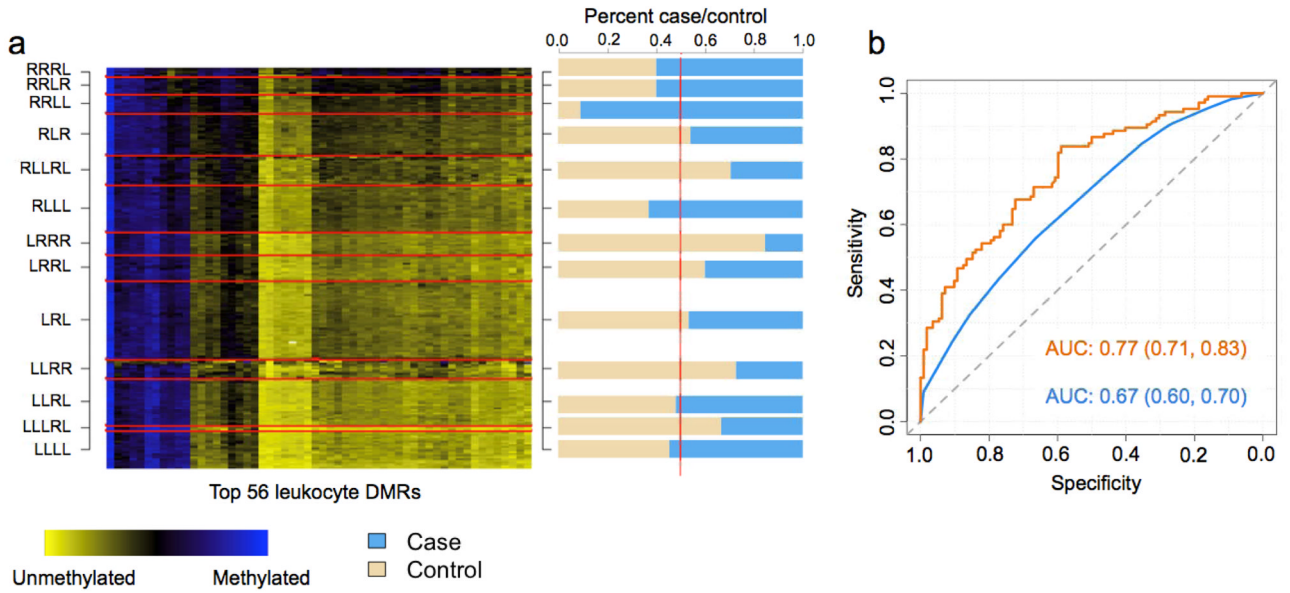 a
Percent case/control
0.0 0.2 0.4 0.6 0.8 1.0
RRRL
RRLR
RRLL
RLR
RLLRL
RLLL
LRRR
LRRL
LRL
LLRR
LLRL
LLLRL
LLLL
Top 56 leukocyte DMRs
Unmethylated Methylated
Case
Control
b
Sensitivity
1.0
0.8
0.6
0.4
0.2
0.0
AUC: 0.77 (0.71, 0.83)
AUC: 0.67 (0.60, 0.70)
1.0 0.8 0.6 0.4 0.2 0.0
Specificity